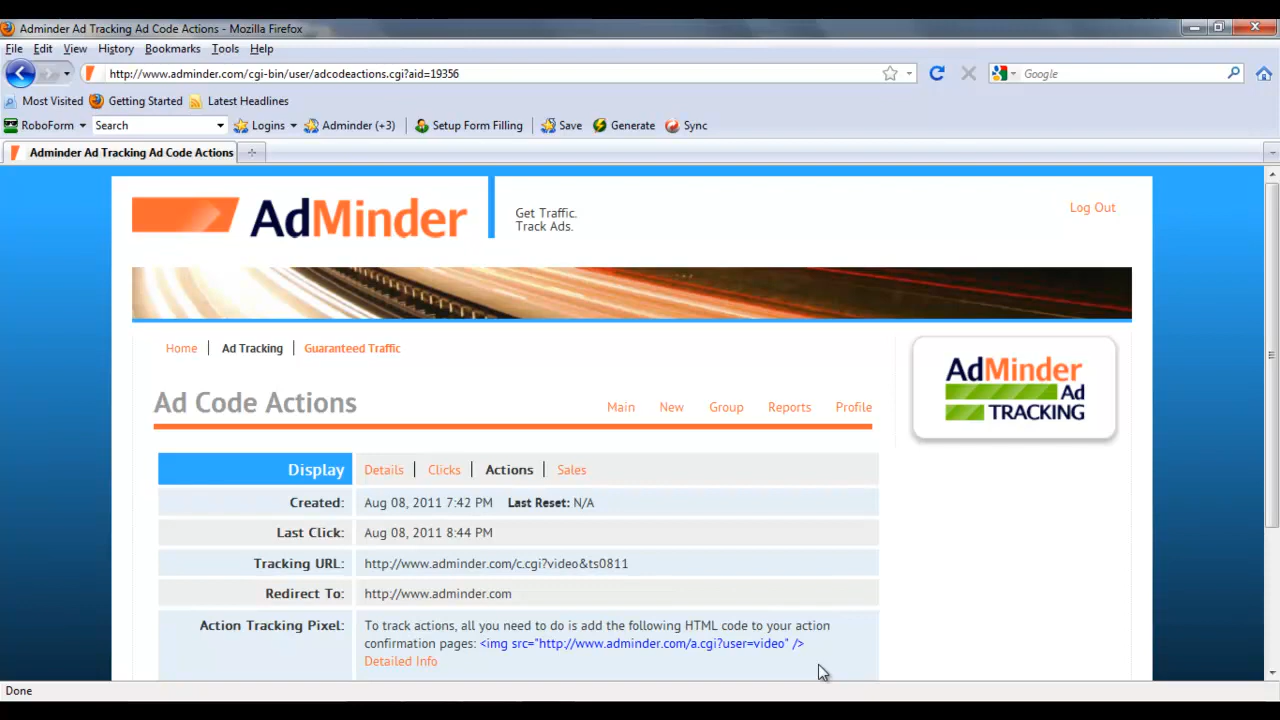 Adminder Ad Tracking Ad Code Actions - Mozilla Firefox
File Edit View History Bookmarks Tools Help
http://www.adminder.com/cgi-bin/user/adcodeactions.cgi?aid=19356
Google
Most Visited Getting Started Latest Headlines
RoboForm Search Logins Adminder (+3) Setup Form Filling Save Generate Sync
Adminder Ad Tracking Ad Code Actions
AdMinder
Get Traffic.
Track Ads.
Log Out
Home Ad Tracking Guaranteed Traffic
AdMinder
Ad
TRACKING
Ad Code Actions
Main New Group Reports Profile
Display Details Clicks Actions Sales
Created: Aug 08, 2011 7:42 PM Last Reset: N/A
Last Click: Aug 08, 2011 8:44 PM
Tracking URL: http://www.adminder.com/c.cgi?video&ts0811
Redirect To: http://www.adminder.com
Action Tracking Pixel: To track actions, all you need to do is add the following HTML code to your action
confirmation pages: <img src="http://www.adminder.com/a.cgi?user=video" />
Detailed Info
Done